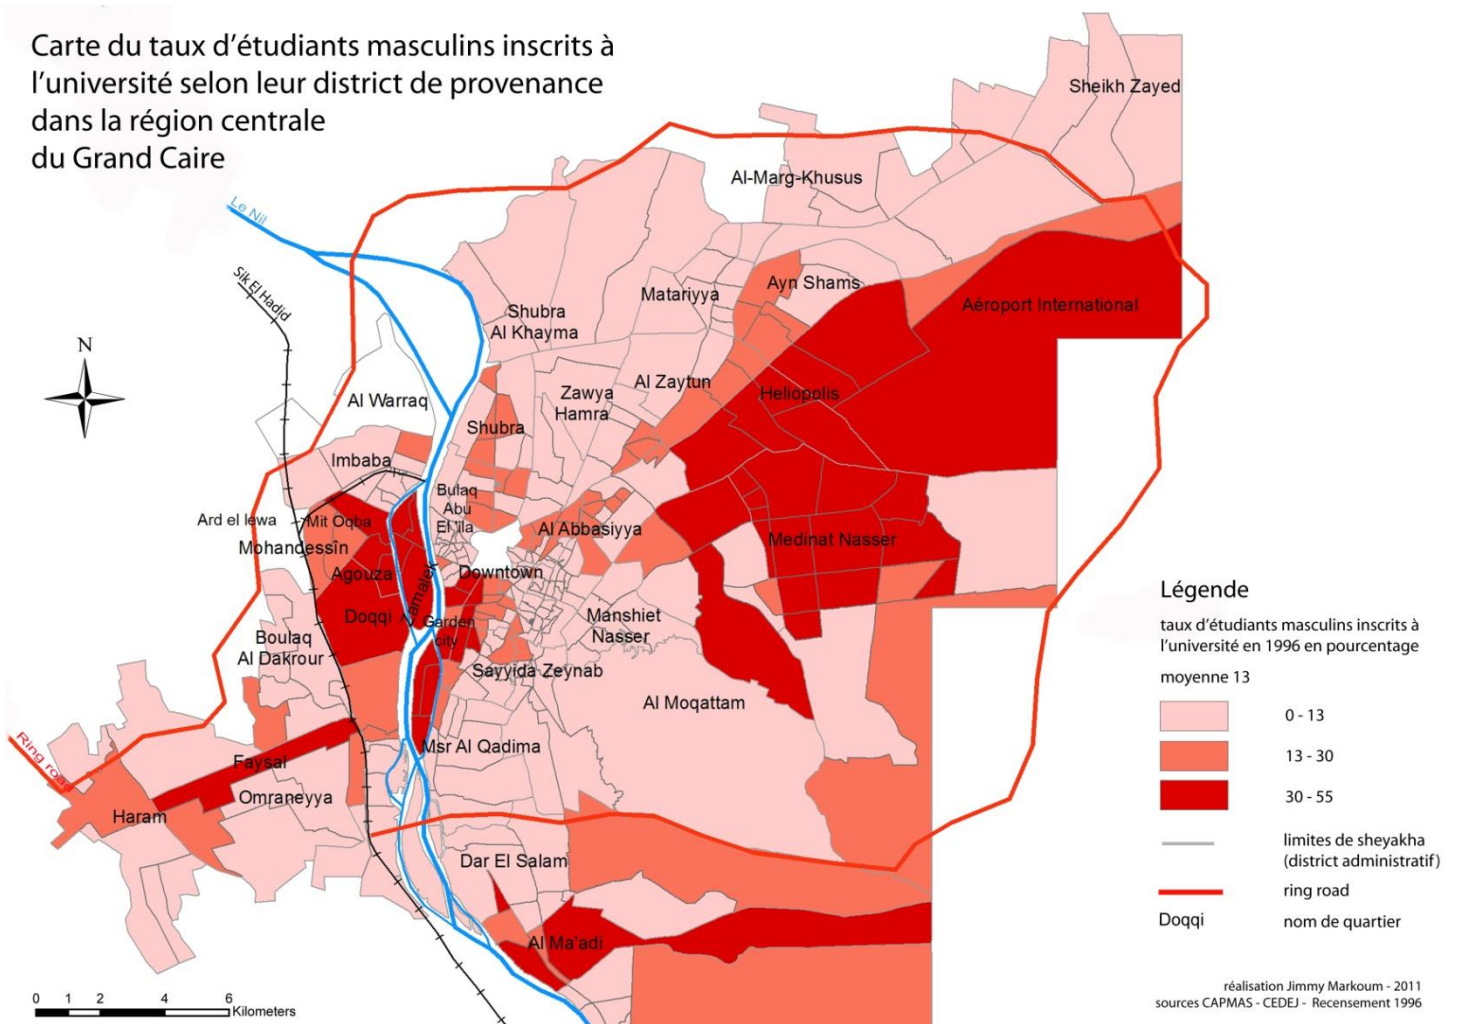 Carte du taux d'étudiants masculins inscrits à
l'université selon leur district de provenance
dans la région centrale
du Grand Caire
Sheikh Zayed
Al-Marg-Khusus
Le Nil
Sik El Hadid
Ayn Shams
Matariyya
Aéroport International
Shubra
Al Khayma
N
Al Zaytun
Heliopolis
Zawya
Hamra
Al Warraq
Shubra
Imbaba
Bulaq
Abu
El 'ila
Ard el lewa
Mit Oqba
Al Abbasiyya
Mohandessîn
Medinat Nasser
Agouza
Zamalek
Downtown
Doqqi
Garden
city
Manshiet
Nasser
Boulaq
Al Dakrour
Sayyida Zeynab
Al Moqattam
Msr Al Qadima
Ring road
Faysal
Omraneyya
Haram
Dar El Salam
Al Ma'adi
Légende
taux d'étudiants masculins inscrits à
l'université en 1996 en pourcentage
moyenne 13
0 - 13
13 - 30
30 - 55
limites de sheyakha
(district administratif)
ring road
Doqqi nom de quartier
0 1 2 4 6
Kilometers
réalisation Jimmy Markoum - 2011
sources CAPMAS - CEDEJ - Recensement 1996